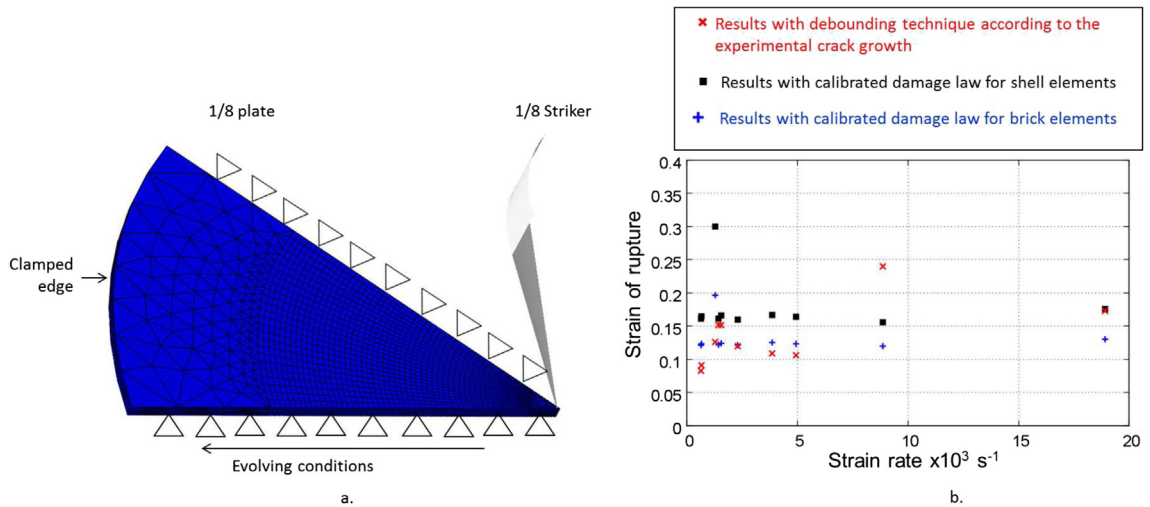 1/8 plate
1/8 Striker
Clamped
edge
Evolving conditions
a.
Results with debounding technique according to the
experimental crack growth
Results with calibrated damage law for shell elements
Results with calibrated damage law for brick elements
Strain of rupture
0.4
0.35
0.3
0.25
0.2
0.15
0.1
0.05
0
0
5
10
15
20
Strain rate x10³ s⁻¹
b.